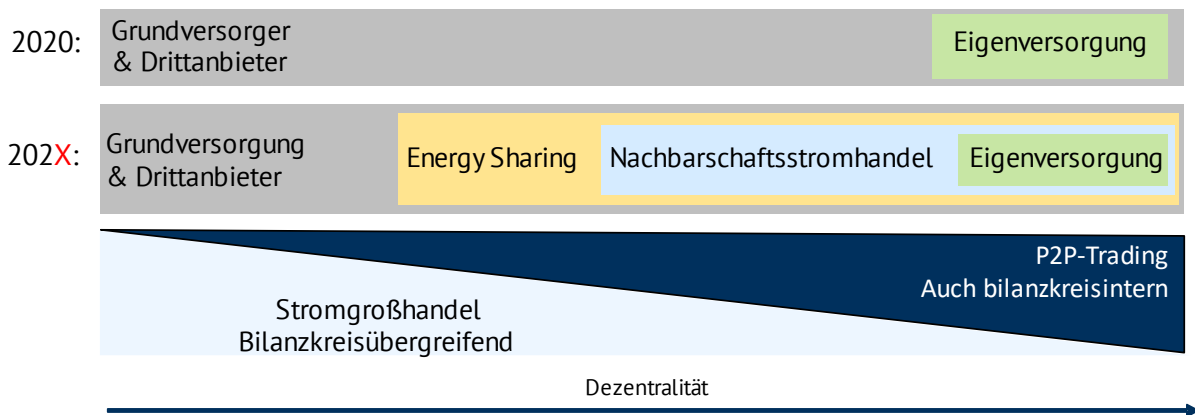 2020:
Grundversorger
& Drittanbieter
Eigenversorgung
202X:
Grundversorgung
& Drittanbieter
Energy Sharing
Nachbarschaftsstromhandel
Eigenversorgung
P2P-Trading
Auch bilanzkreisintern
Stromgroßhandel
Bilanzkreisübergreifend
Dezentralität